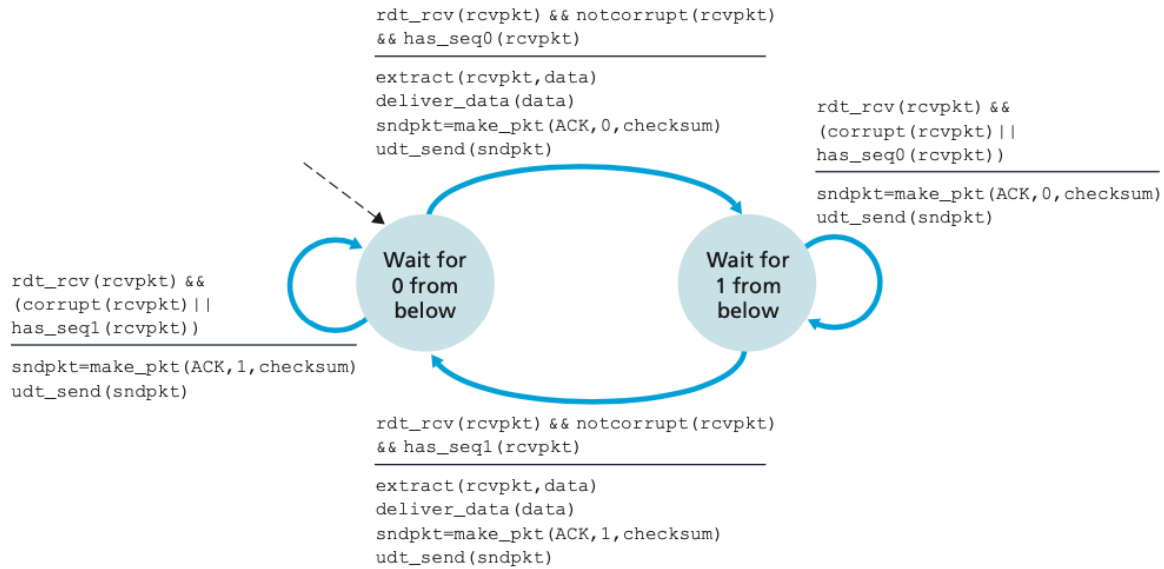 rdt_rcv(rcvpkt) && notcorrupt(rcvpkt)
&& has_seq0(rcvpkt)
extract(rcvpkt,data)
deliver_data(data)
sndpkt=make_pkt(ACK,0,checksum)
udt_send(sndpkt)
rdt_rcv(rcvpkt) &&
(corrupt(rcvpkt)||
has_seq0(rcvpkt))
sndpkt=make_pkt(ACK,0,checksum)
udt_send(sndpkt)
Wait for
0 from
below
Wait for
1 from
below
rdt_rcv(rcvpkt) &&
(corrupt(rcvpkt)||
has_seq1(rcvpkt))
sndpkt=make_pkt(ACK,1,checksum)
udt_send(sndpkt)
rdt_rcv(rcvpkt) && notcorrupt(rcvpkt)
&& has_seq1(rcvpkt)
extract(rcvpkt,data)
deliver_data(data)
sndpkt=make_pkt(ACK,1,checksum)
udt_send(sndpkt)